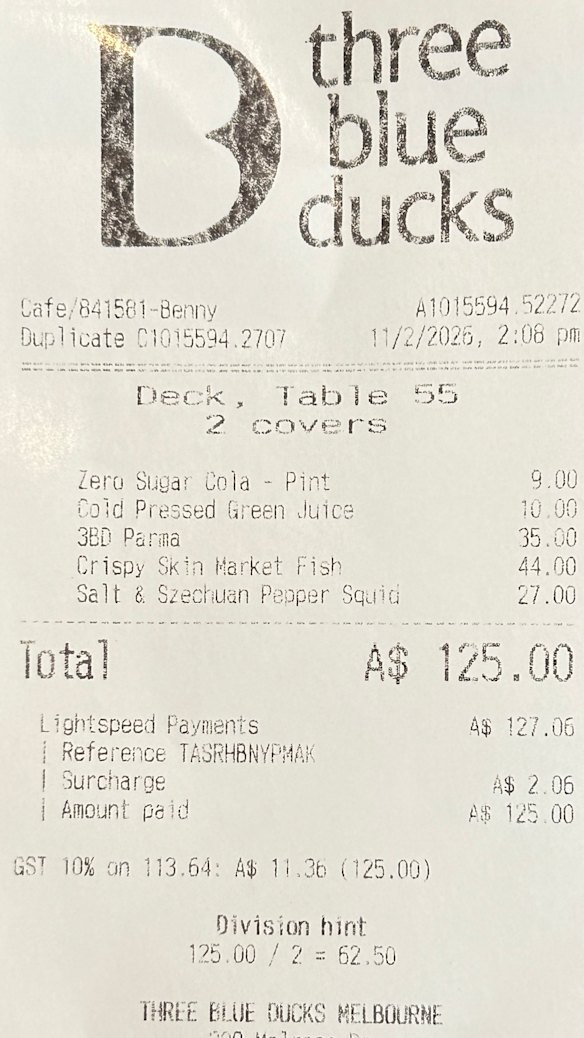 three
blue
ducks
Cafe/841581-Benny A1015594.52272
Duplicate C1015594.2707 11/2/2026, 2:08 pm
Deck, Table 55
2 covers
Zero Sugar Cola - Pint 9.00
Cold Pressed Green Juice 10.00
3BD Parma 35.00
Crispy Skin Market Fish 44.00
Salt & Szechuan Pepper Squid 27.00
Total A$ 125.00
Lightspeed Payments A$ 127.06
| Reference TASRHBNYPMAK
| Surcharge A$ 2.06
| Amount paid A$ 125.00
GST 10% on 113.64: A$ 11.36 (125.00)
Division hint
125.00 / 2 = 62.50
THREE BLUE DUCKS MELBOURNE